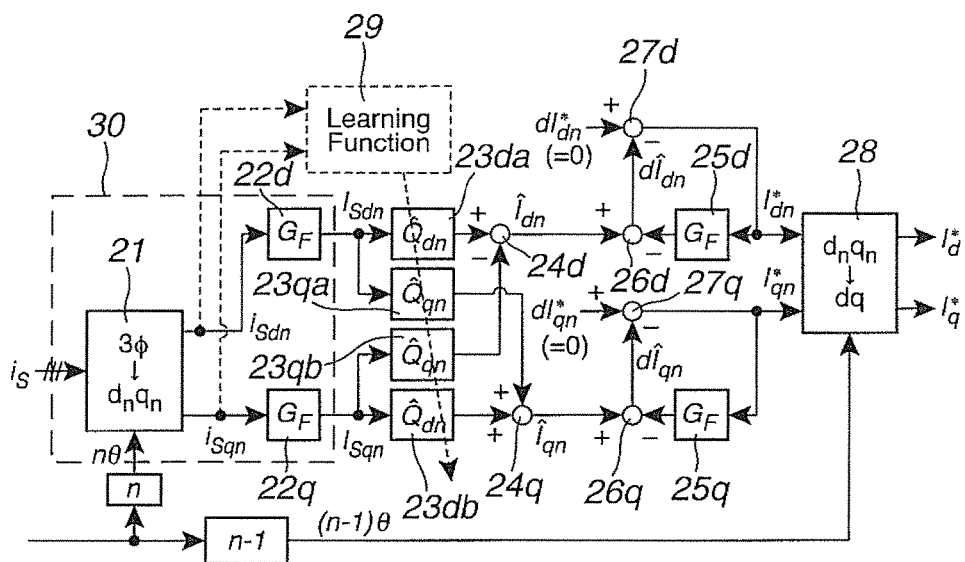 29
27d
Learning
Function
30
+
dI*dn
(=0)
−
22d
23da
dÎdn
25d
28
GF
ISdn
Q̂dn
+
−
Îdn
+
−
GF
I*dn
dnqn
↓
dq
I*d
21
24d
26d
27q
I*qn
I*q
3ϕ
↓
dnqn
23qa
Q̂qn
dI*qn
(=0)
+
−
iS
iSdn
23qb
Q̂qn
dÎqn
GF
Q̂dn
+
+
+
−
GF
nθ
iSqn
ISqn
Îqn
n
22q
23db
24q
26q
25q
n-1
(n-1)θ